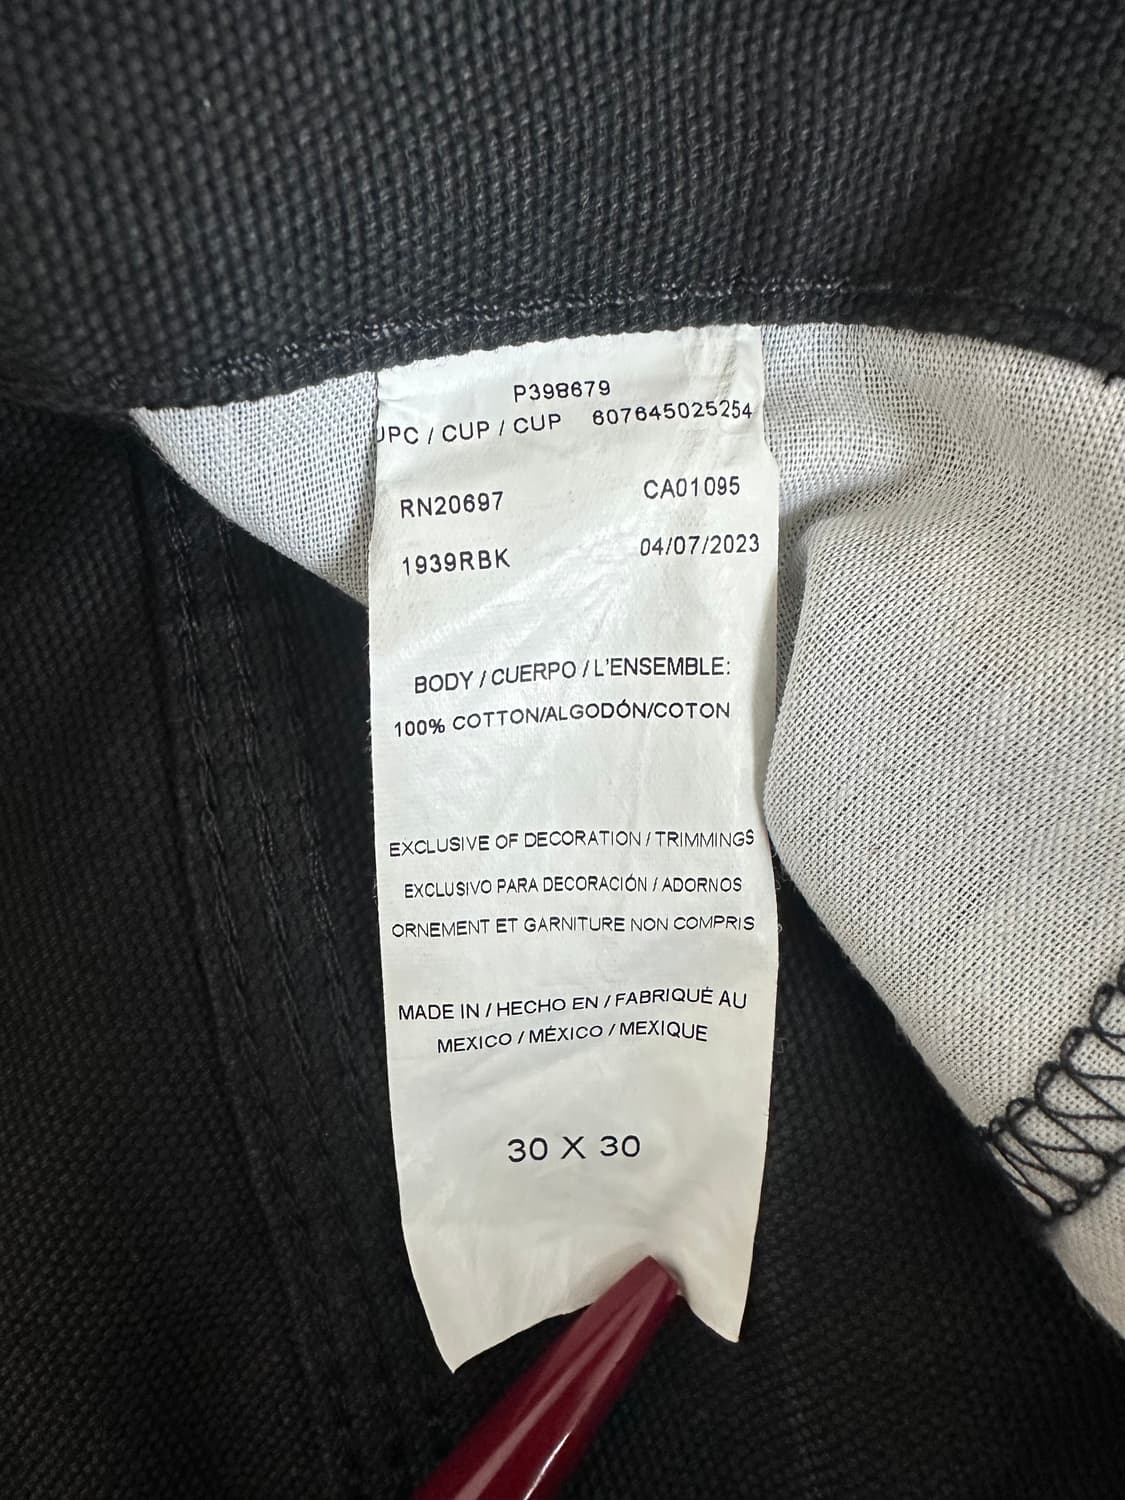 P398679
UPC / CUP / CUP 607645025254
RN20697 CA01095
1939RBK 04/07/2023
BODY / CUERPO / L'ENSEMBLE:
100% COTTON/ALGODÓN/COTON
EXCLUSIVE OF DECORATION / TRIMMINGS
EXCLUSIVO PARA DECORACIÓN / ADORNOS
ORNEMENT ET GARNITURE NON COMPRIS
MADE IN / HECHO EN / FABRIQUÉ AU
MEXICO / MÉXICO / MEXIQUE
30 X 30